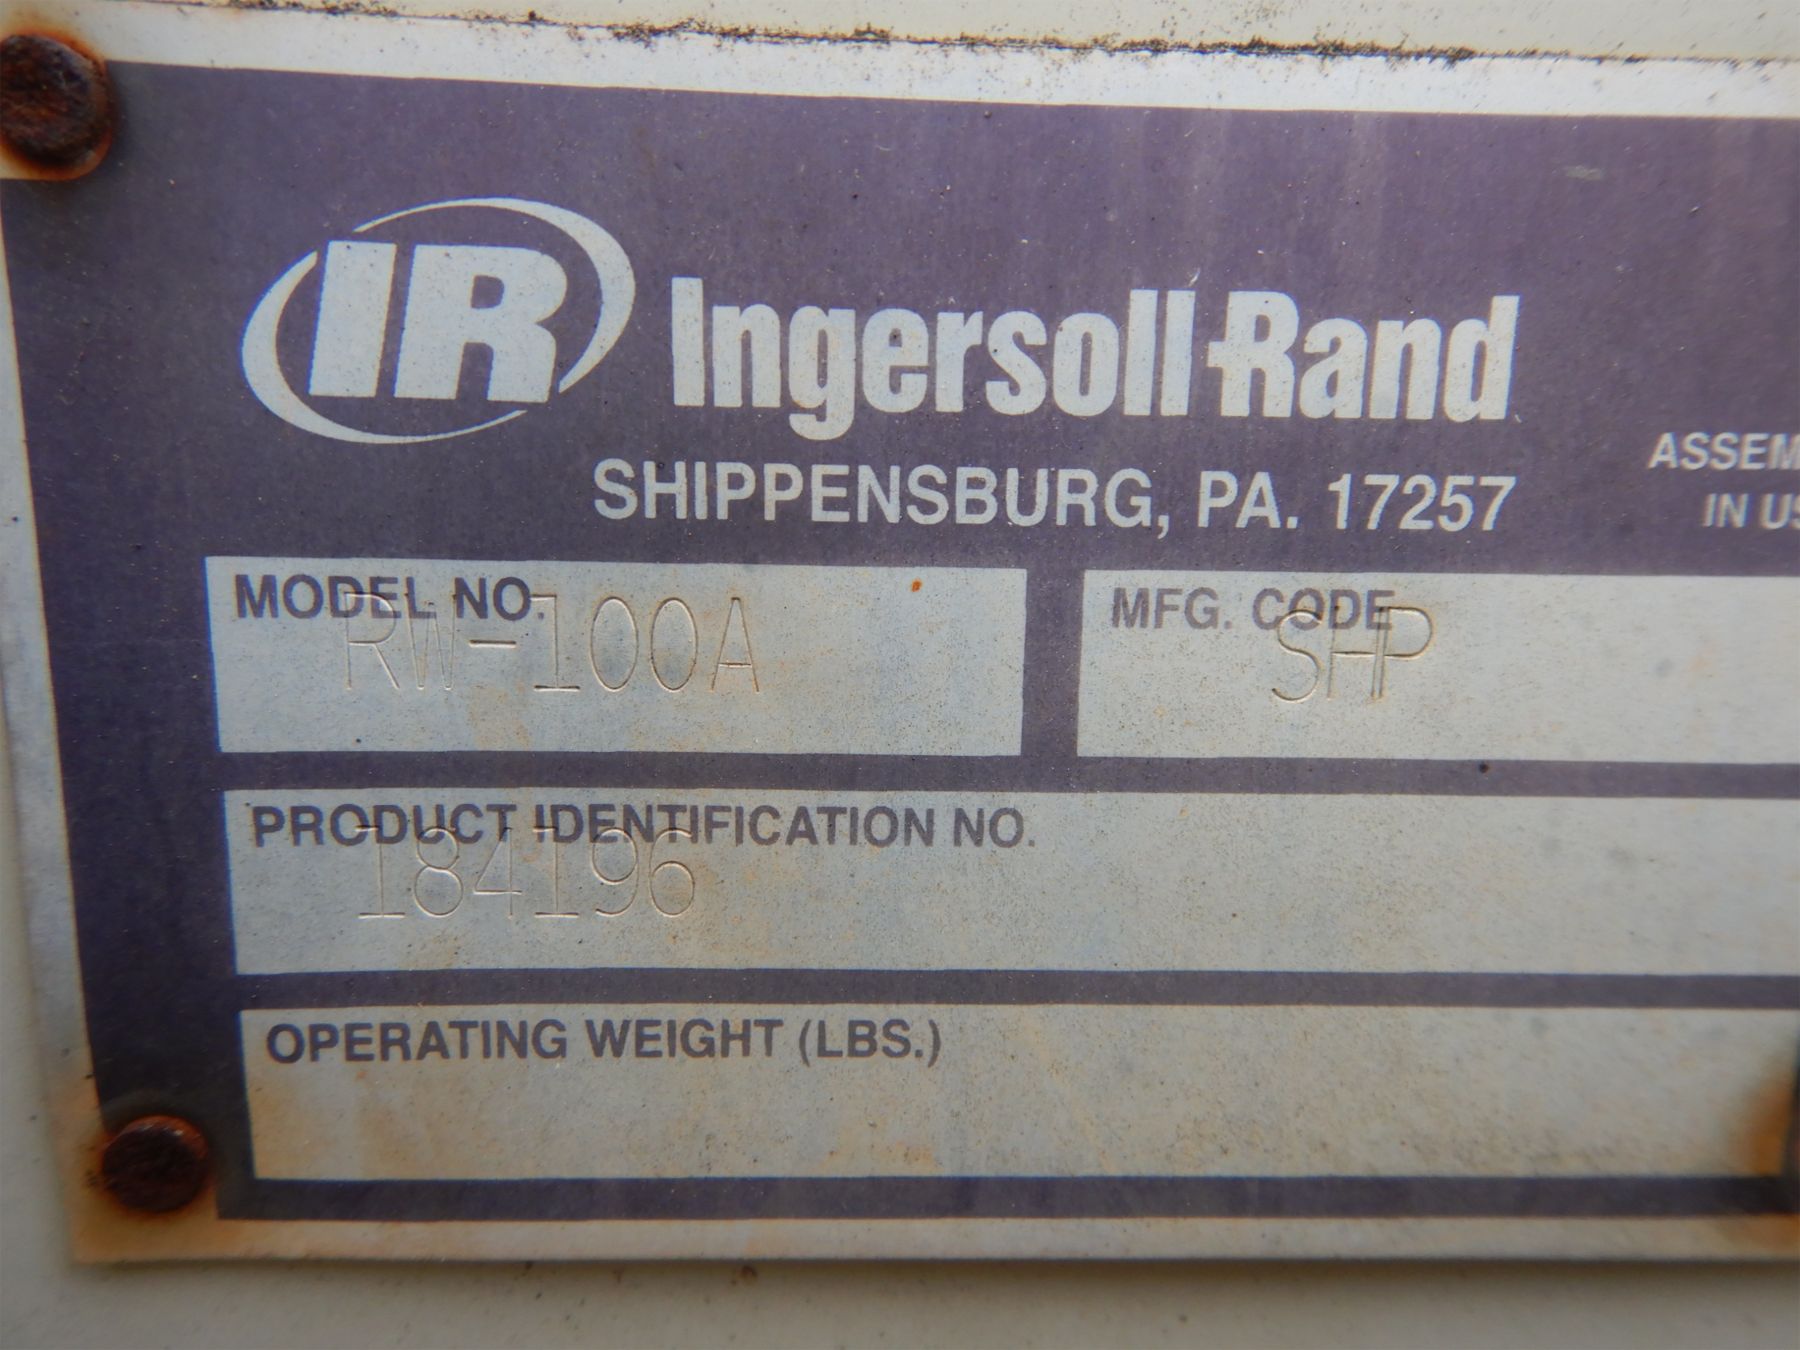 IR Ingersoll-Rand
SHIPPENSBURG, PA. 17257
ASSEM
IN US
MODEL NO.
RW-100A
MFG. CODE
SHP
PRODUCT IDENTIFICATION NO.
184196
OPERATING WEIGHT (LBS.)